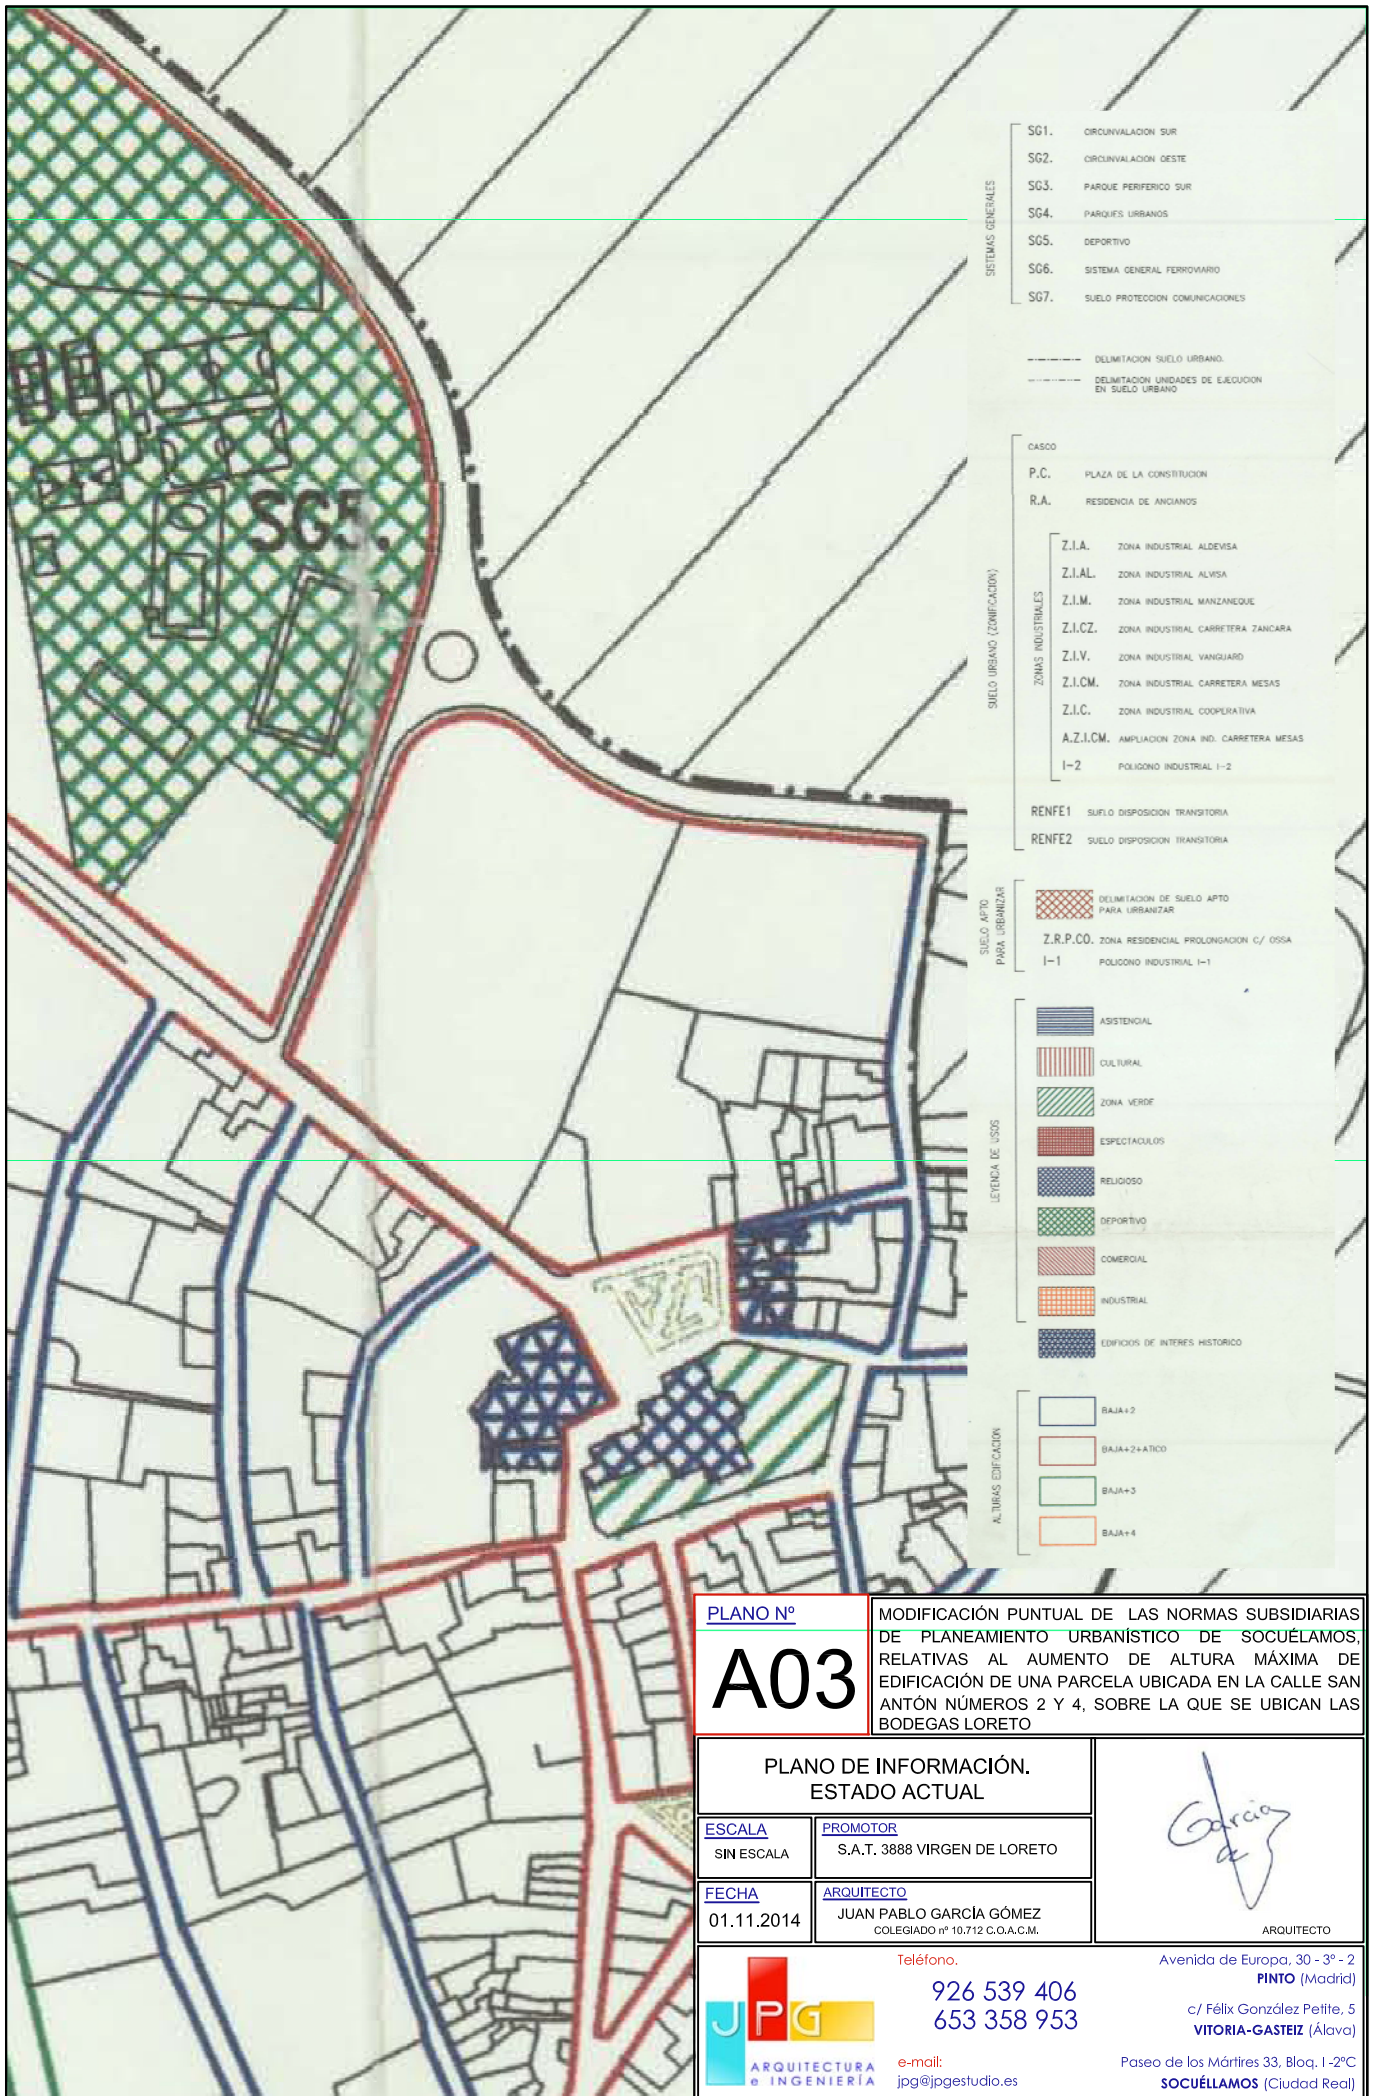 SG5.
SISTEMAS GENERALES
SG1. CIRCUNVALACION SUR
SG2. CIRCUNVALACION OESTE
SG3. PARQUE PERIFERICO SUR
SG4. PARQUES URBANOS
SG5. DEPORTIVO
SG6. SISTEMA GENERAL FERROVIARIO
SG7. SUELO PROTECCION COMUNICACIONES
DELIMITACION SUELO URBANO.
DELIMITACION UNIDADES DE EJECUCION
EN SUELO URBANO
SUELO URBANO (ZONIFICACION)
CASCO
P.C. PLAZA DE LA CONSTITUCION
R.A. RESIDENCIA DE ANCIANOS
ZONAS INDUSTRIALES
Z.I.A. ZONA INDUSTRIAL ALDEVISA
Z.I.AL. ZONA INDUSTRIAL ALVISA
Z.I.M. ZONA INDUSTRIAL MANZANEQUE
Z.I.CZ. ZONA INDUSTRIAL CARRETERA ZANCARA
Z.I.V. ZONA INDUSTRIAL VANGUARD
Z.I.CM. ZONA INDUSTRIAL CARRETERA MESAS
Z.I.C. ZONA INDUSTRIAL COOPERATIVA
A.Z.I.CM. AMPLIACION ZONA IND. CARRETERA MESAS
I-2 POLIGONO INDUSTRIAL I-2
RENFE1 SUELO DISPOSICION TRANSITORIA
RENFE2 SUELO DISPOSICION TRANSITORIA
SUELO APTO
PARA URBANIZAR
DELIMITACION DE SUELO APTO
PARA URBANIZAR
Z.R.P.CO. ZONA RESIDENCIAL PROLONGACION C/ OSSA
I-1 POLIGONO INDUSTRIAL I-1
LEYENDA DE USOS
ASISTENCIAL
CULTURAL
ZONA VERDE
ESPECTACULOS
RELIGIOSO
DEPORTIVO
COMERCIAL
INDUSTRIAL
EDIFICIOS DE INTERES HISTORICO
ALTURAS EDIFICACION
BAJA+2
BAJA+2+ATICO
BAJA+3
BAJA+4
PLANO Nº
A03
MODIFICACIÓN PUNTUAL DE LAS NORMAS SUBSIDIARIAS
DE PLANEAMIENTO URBANÍSTICO DE SOCUÉLAMOS,
RELATIVAS AL AUMENTO DE ALTURA MÁXIMA DE
EDIFICACIÓN DE UNA PARCELA UBICADA EN LA CALLE SAN
ANTÓN NÚMEROS 2 Y 4, SOBRE LA QUE SE UBICAN LAS
BODEGAS LORETO
PLANO DE INFORMACIÓN.
ESTADO ACTUAL
ESCALA
SIN ESCALA
PROMOTOR
S.A.T. 3888 VIRGEN DE LORETO
FECHA
01.11.2014
ARQUITECTO
JUAN PABLO GARCÍA GÓMEZ
COLEGIADO nº 10.712 C.O.A.C.M.
García
ARQUITECTO
JPG
ARQUITECTURA
e INGENIERÍA
Teléfono.
926 539 406
653 358 953
e-mail:
jpg@jpgestudio.es
Avenida de Europa, 30 - 3º - 2
PINTO (Madrid)
c/ Félix González Petite, 5
VITORIA-GASTEIZ (Álava)
Paseo de los Mártires 33, Bloq. I -2ºC
SOCUÉLLAMOS (Ciudad Real)